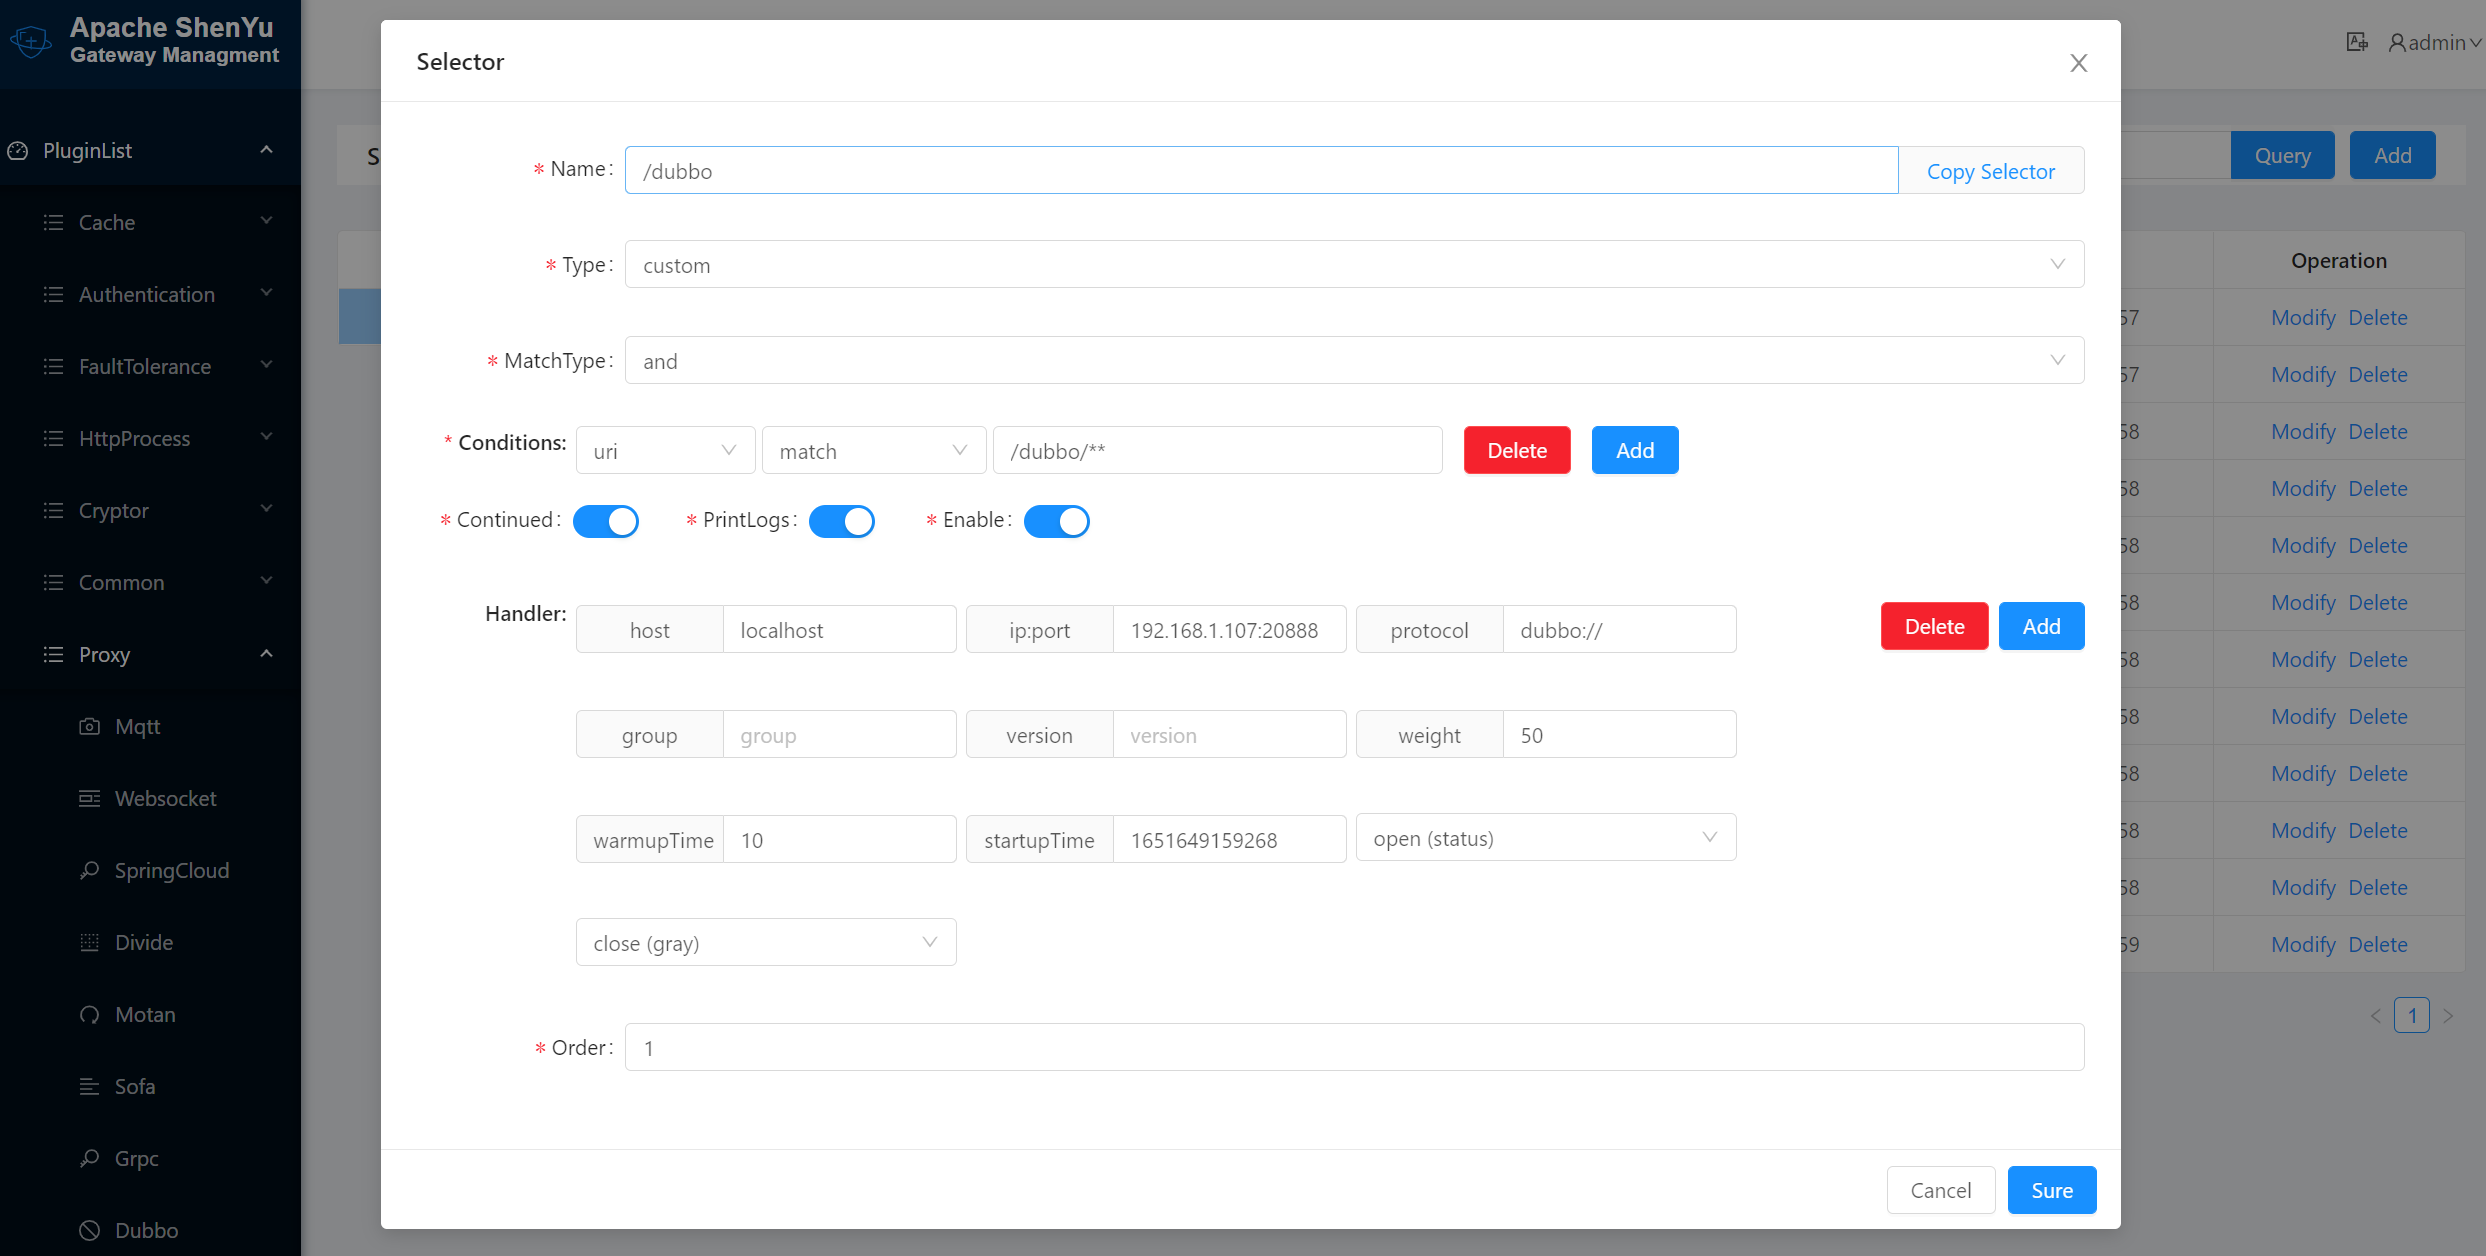 Apache ShenYu
Gateway Managment
admin
PluginList
Cache
Authentication
FaultTolerance
HttpProcess
Cryptor
Common
Proxy
Mqtt
Websocket
SpringCloud
Divide
Motan
Sofa
Grpc
Dubbo
Selector
* Name: /dubbo Copy Selector
* Type: custom
* MatchType: and
* Conditions: uri match /dubbo/** Delete Add
* Continued: * PrintLogs: * Enable:
Handler: host localhost ip:port 192.168.1.107:20888 protocol dubbo:// Delete Add
group group version version weight 50
warmupTime 10 startupTime 1651649159268 open (status)
close (gray)
* Order: 1
Cancel Sure
S
Query Add
Operation
57 Modify Delete
57 Modify Delete
58 Modify Delete
58 Modify Delete
58 Modify Delete
58 Modify Delete
58 Modify Delete
58 Modify Delete
58 Modify Delete
58 Modify Delete
58 Modify Delete
59 Modify Delete
< 1 >